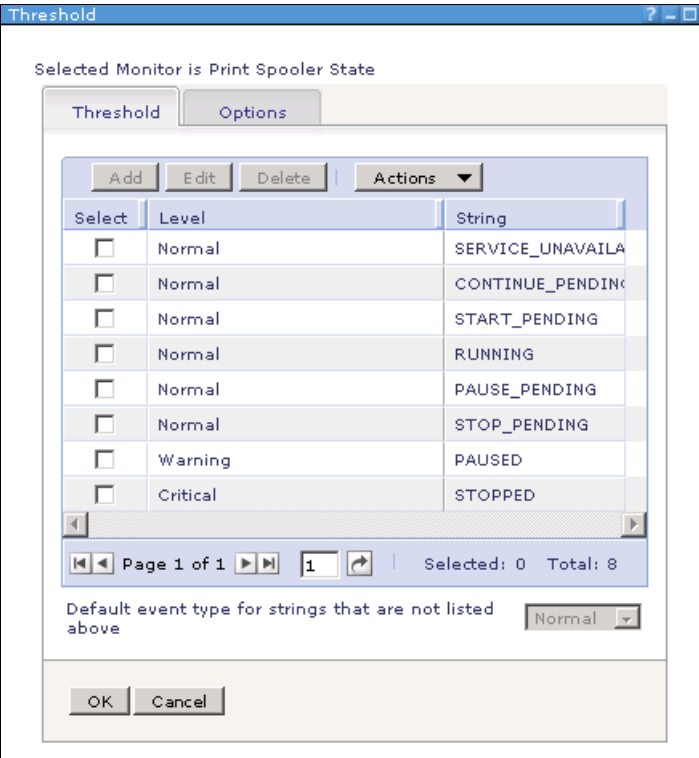 Threshold ?
Selected Monitor is Print Spooler State
Threshold Options
Add Edit Delete Actions
Select Level String
Normal SERVICE_UNAVAILA
Normal CONTINUE_PENDING
Normal START_PENDING
Normal RUNNING
Normal PAUSE_PENDING
Normal STOP_PENDING
Warning PAUSED
Critical STOPPED
Page 1 of 1 1 Selected: 0 Total: 8
Default event type for strings that are not listed
above Normal
OK Cancel